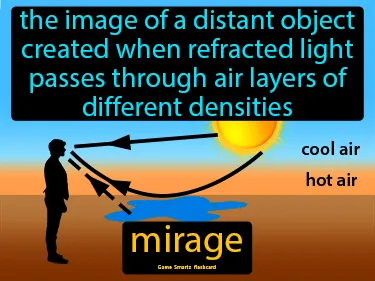 the image of a distant object
created when refracted light
passes through air layers of
different densities
cool air
hot air
mirage
Game Smartz flashcard